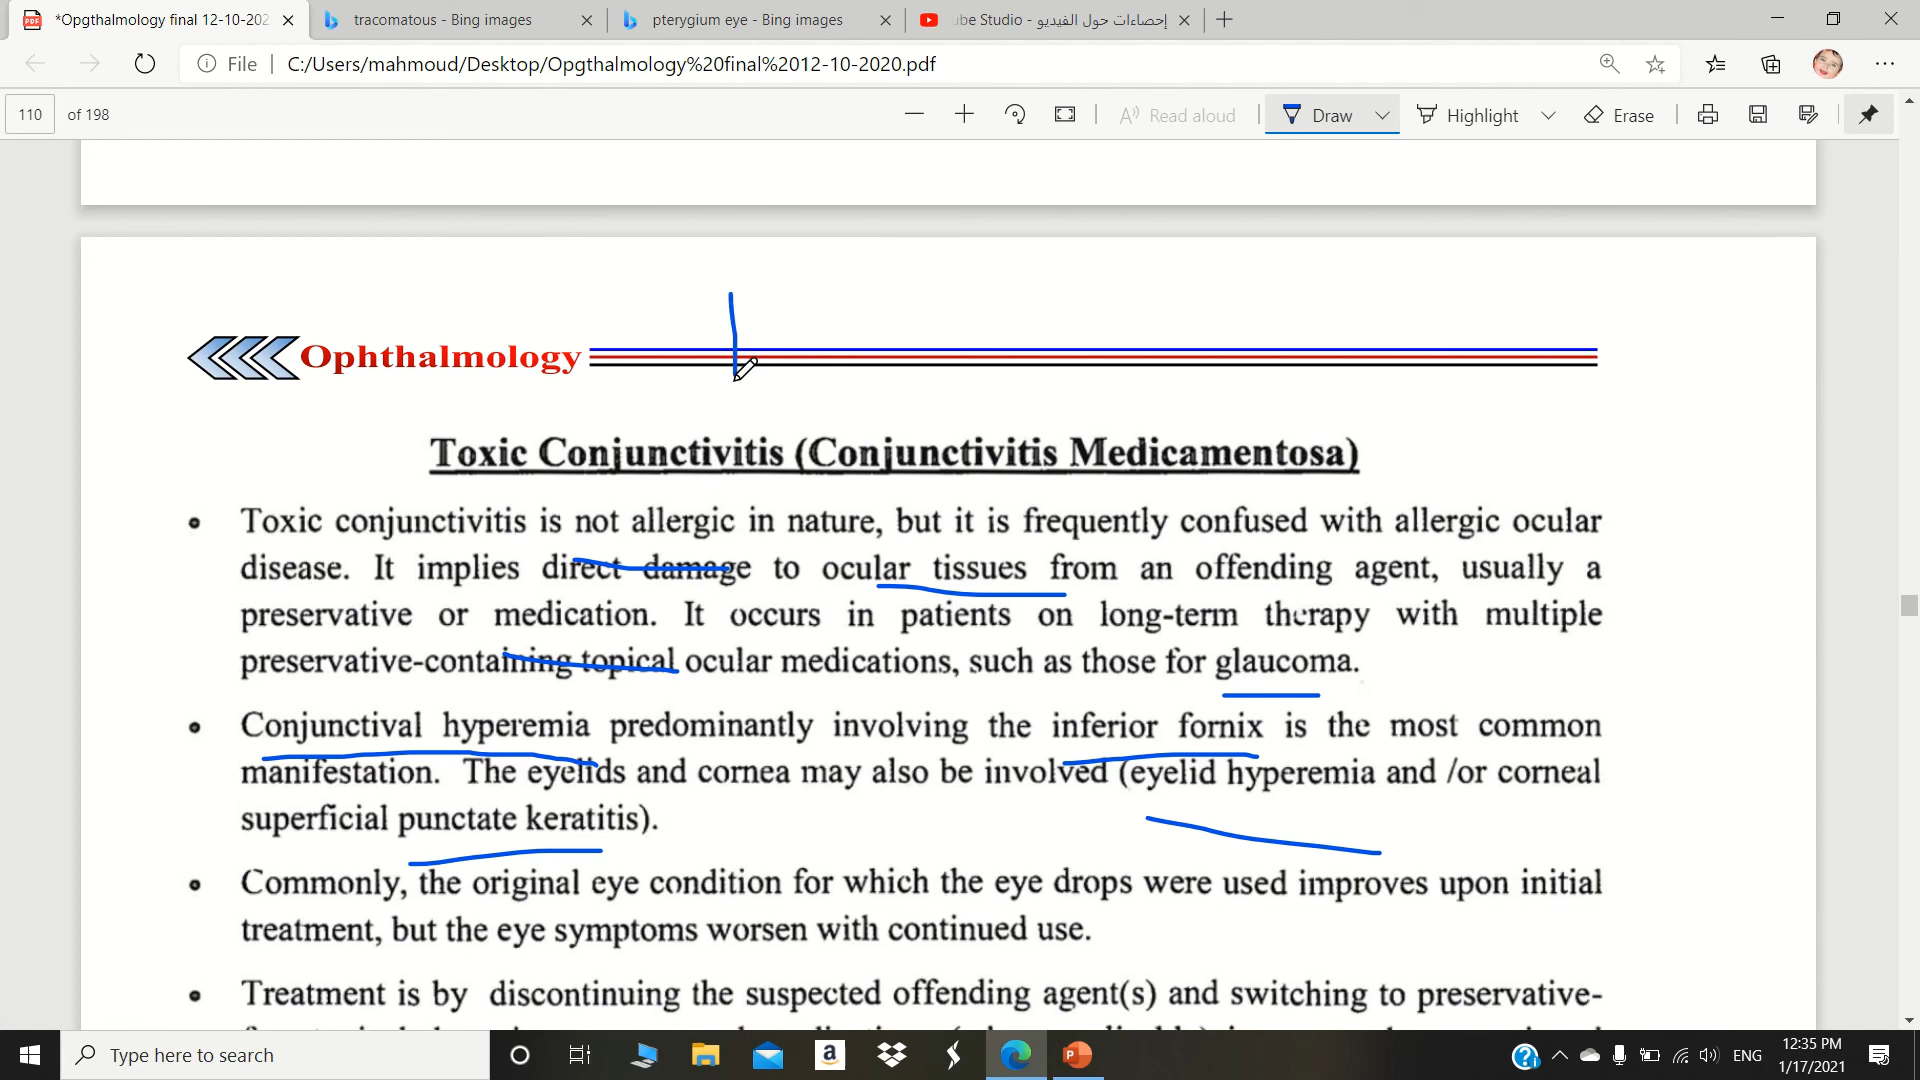 *Opgthalmology final 12-10-202
tracomatous - Bing images
pterygium eye - Bing images
إحصاءات حول الفيديو - ube Studio
File
C:/Users/mahmoud/Desktop/Opgthalmology%20final%2012-10-2020.pdf
110 of 198
Read aloud
Draw
Highlight
Erase
Ophthalmology
Toxic Conjunctivitis (Conjunctivitis Medicamentosa)
• Toxic conjunctivitis is not allergic in nature, but it is frequently confused with allergic ocular
disease. It implies direct damage to ocular tissues from an offending agent, usually a
preservative or medication. It occurs in patients on long-term therapy with multiple
preservative-containing topical ocular medications, such as those for glaucoma.
• Conjunctival hyperemia predominantly involving the inferior fornix is the most common
manifestation. The eyelids and cornea may also be involved (eyelid hyperemia and /or corneal
superficial punctate keratitis).
• Commonly, the original eye condition for which the eye drops were used improves upon initial
treatment, but the eye symptoms worsen with continued use.
• Treatment is by discontinuing the suspected offending agent(s) and switching to preservative-
Type here to search
ENG
12:35 PM
1/17/2021